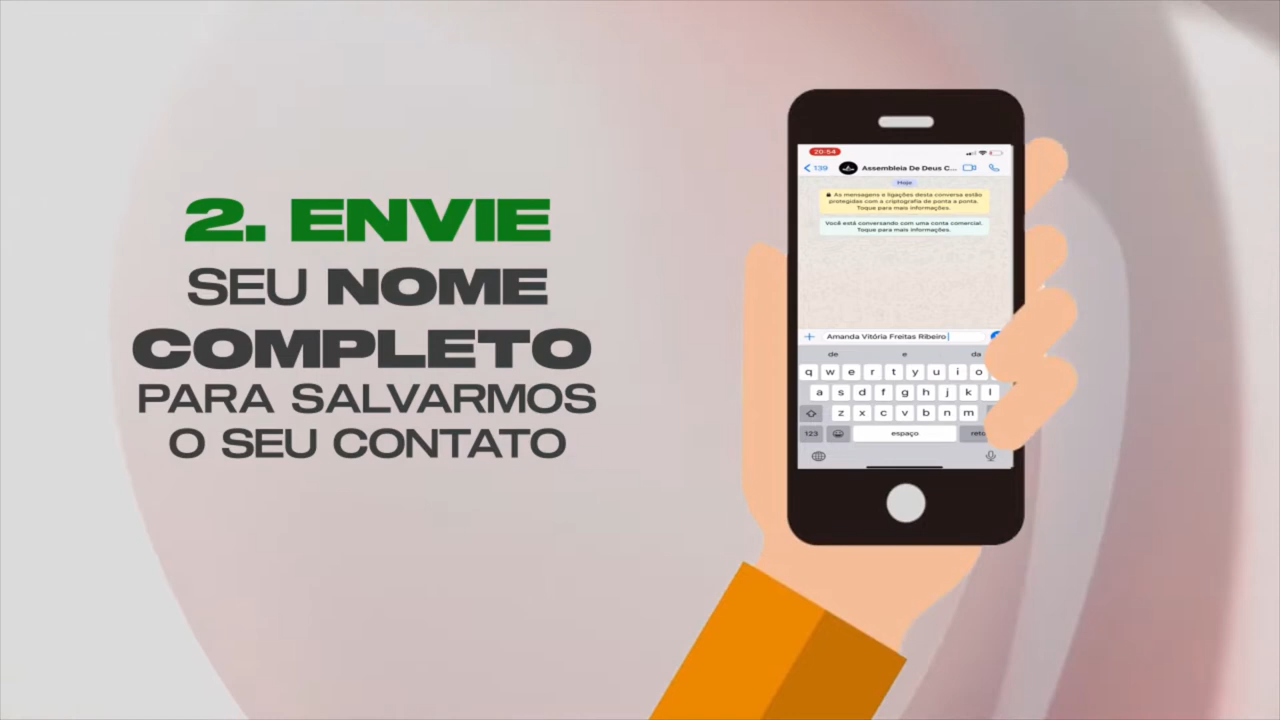 2. ENVIE
SEU NOME
COMPLETO
PARA SALVARMOS
O SEU CONTATO
20:54
139
Assembleia De Deus C...
Hoje
As mensagens e ligações desta conversa estão
protegidas com a criptografia de ponta a ponta.
Toque para mais informações.
Você está conversando com uma conta comercial.
Toque para mais informações.
Amanda Vitória Freitas Ribeiro
de e da
q w e r t y u i o
a s d f g h j k l
z x c v b n m
123 espaço reto